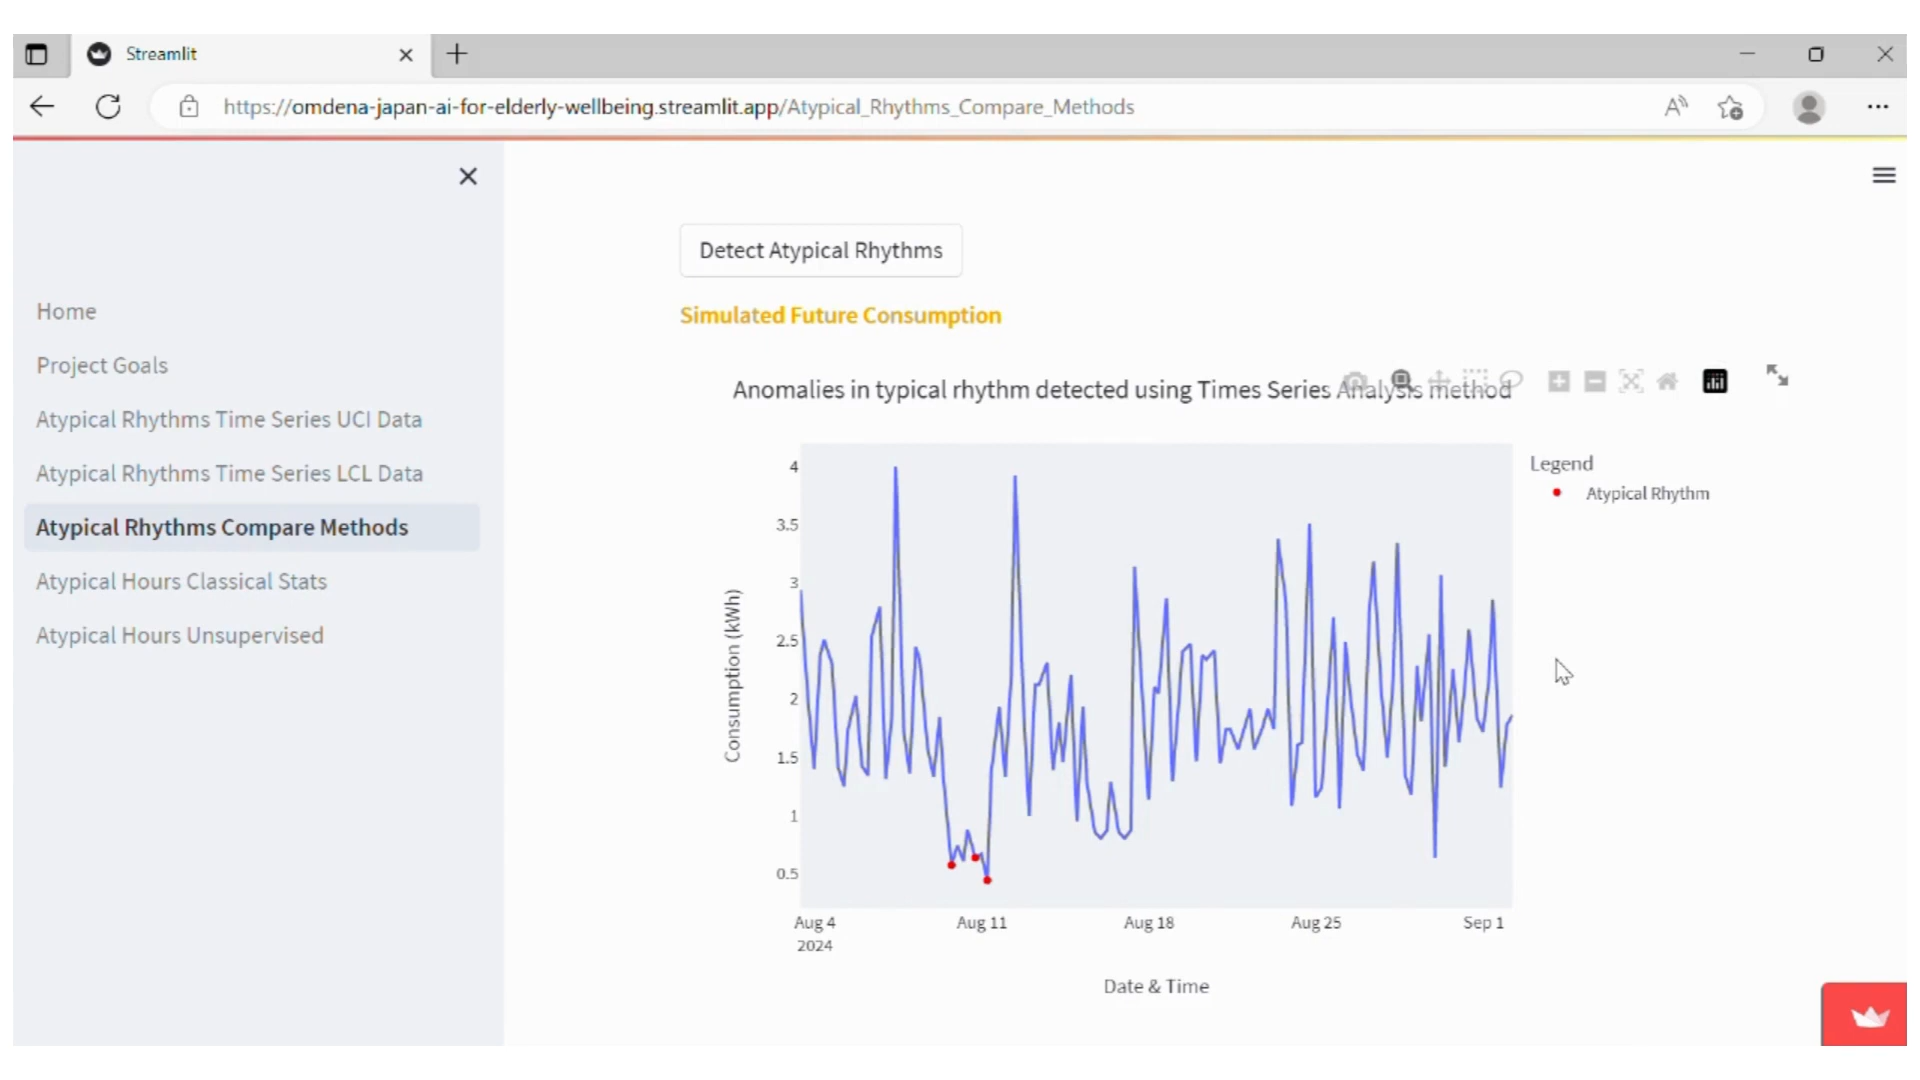 Streamlit
https://omdena-japan-ai-for-elderly-wellbeing.streamlit.app/Atypical_Rhythms_Compare_Methods
Home
Project Goals
Atypical Rhythms Time Series UCI Data
Atypical Rhythms Time Series LCL Data
Atypical Rhythms Compare Methods
Atypical Hours Classical Stats
Atypical Hours Unsupervised
Detect Atypical Rhythms
Simulated Future Consumption
Anomalies in typical rhythm detected using Times Series Analysis method
Legend
Atypical Rhythm
Consumption (kWh)
4
3.5
3
2.5
2
1.5
1
0.5
Aug 4
2024
Aug 11
Aug 18
Aug 25
Sep 1
Date & Time